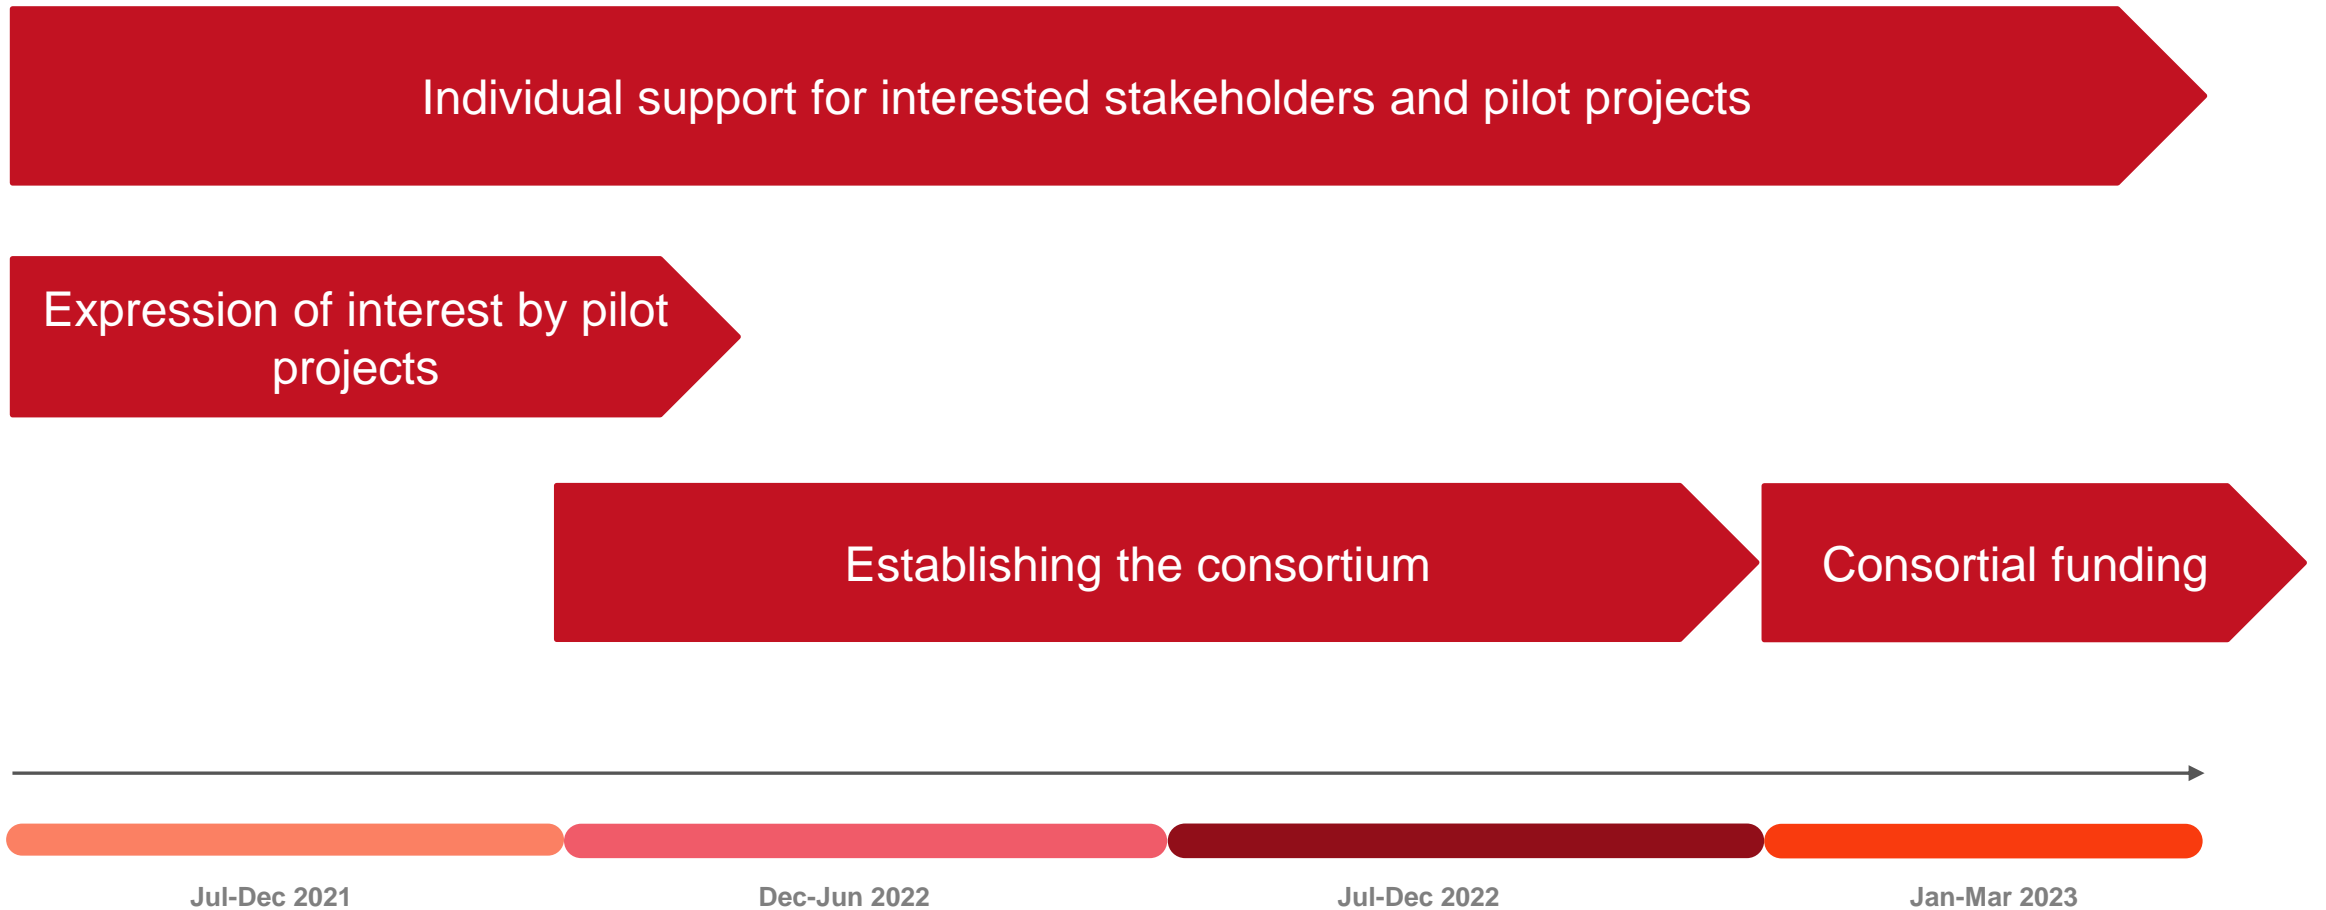 Individual support for interested stakeholders and pilot projects
Expression of interest by pilot
projects
Establishing the consortium
Consortial funding
Jul-Dec 2021
Dec-Jun 2022
Jul-Dec 2022
Jan-Mar 2023